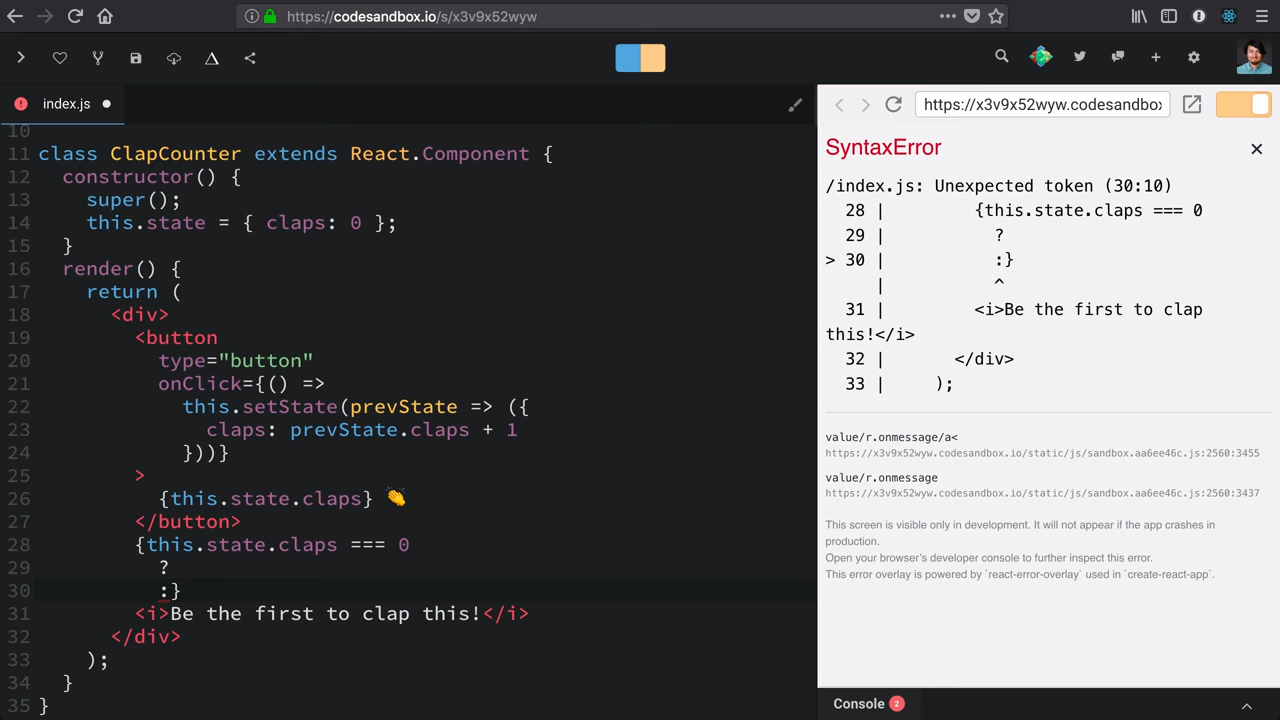 https://codesandbox.io/s/x3v9x52wyw
index.js
https://x3v9x52wyw.codesandbo
10
11 class ClapCounter extends React.Component {
12 constructor() {
13 super();
14 this.state = { claps: 0 };
15 }
16 render() {
17 return (
18 <div>
19 <button
20 type="button"
21 onClick={() =>
22 this.setState(prevState => ({
23 claps: prevState.claps + 1
24 }))}
25 >
26 {this.state.claps} 👏
27 </button>
28 {this.state.claps === 0
29 ?
30 :}
31 <i>Be the first to clap this!</i>
32 </div>
33 );
34 }
35 }
SyntaxError
/index.js: Unexpected token (30:10)
28 | {this.state.claps === 0
29 | ?
> 30 | :}
| ^
31 | <i>Be the first to clap
this!</i>
32 | </div>
33 | );
value/r.onmessage/a<
https://x3v9x52wyw.codesandbox.io/static/js/sandbox.aa6ee46c.js:2560:3455
value/r.onmessage
https://x3v9x52wyw.codesandbox.io/static/js/sandbox.aa6ee46c.js:2560:3437
This screen is visible only in development. It will not appear if the app crashes in
production.
Open your browser's developer console to further inspect this error.
This error overlay is powered by `react-error-overlay` used in `create-react-app`.
Console 2